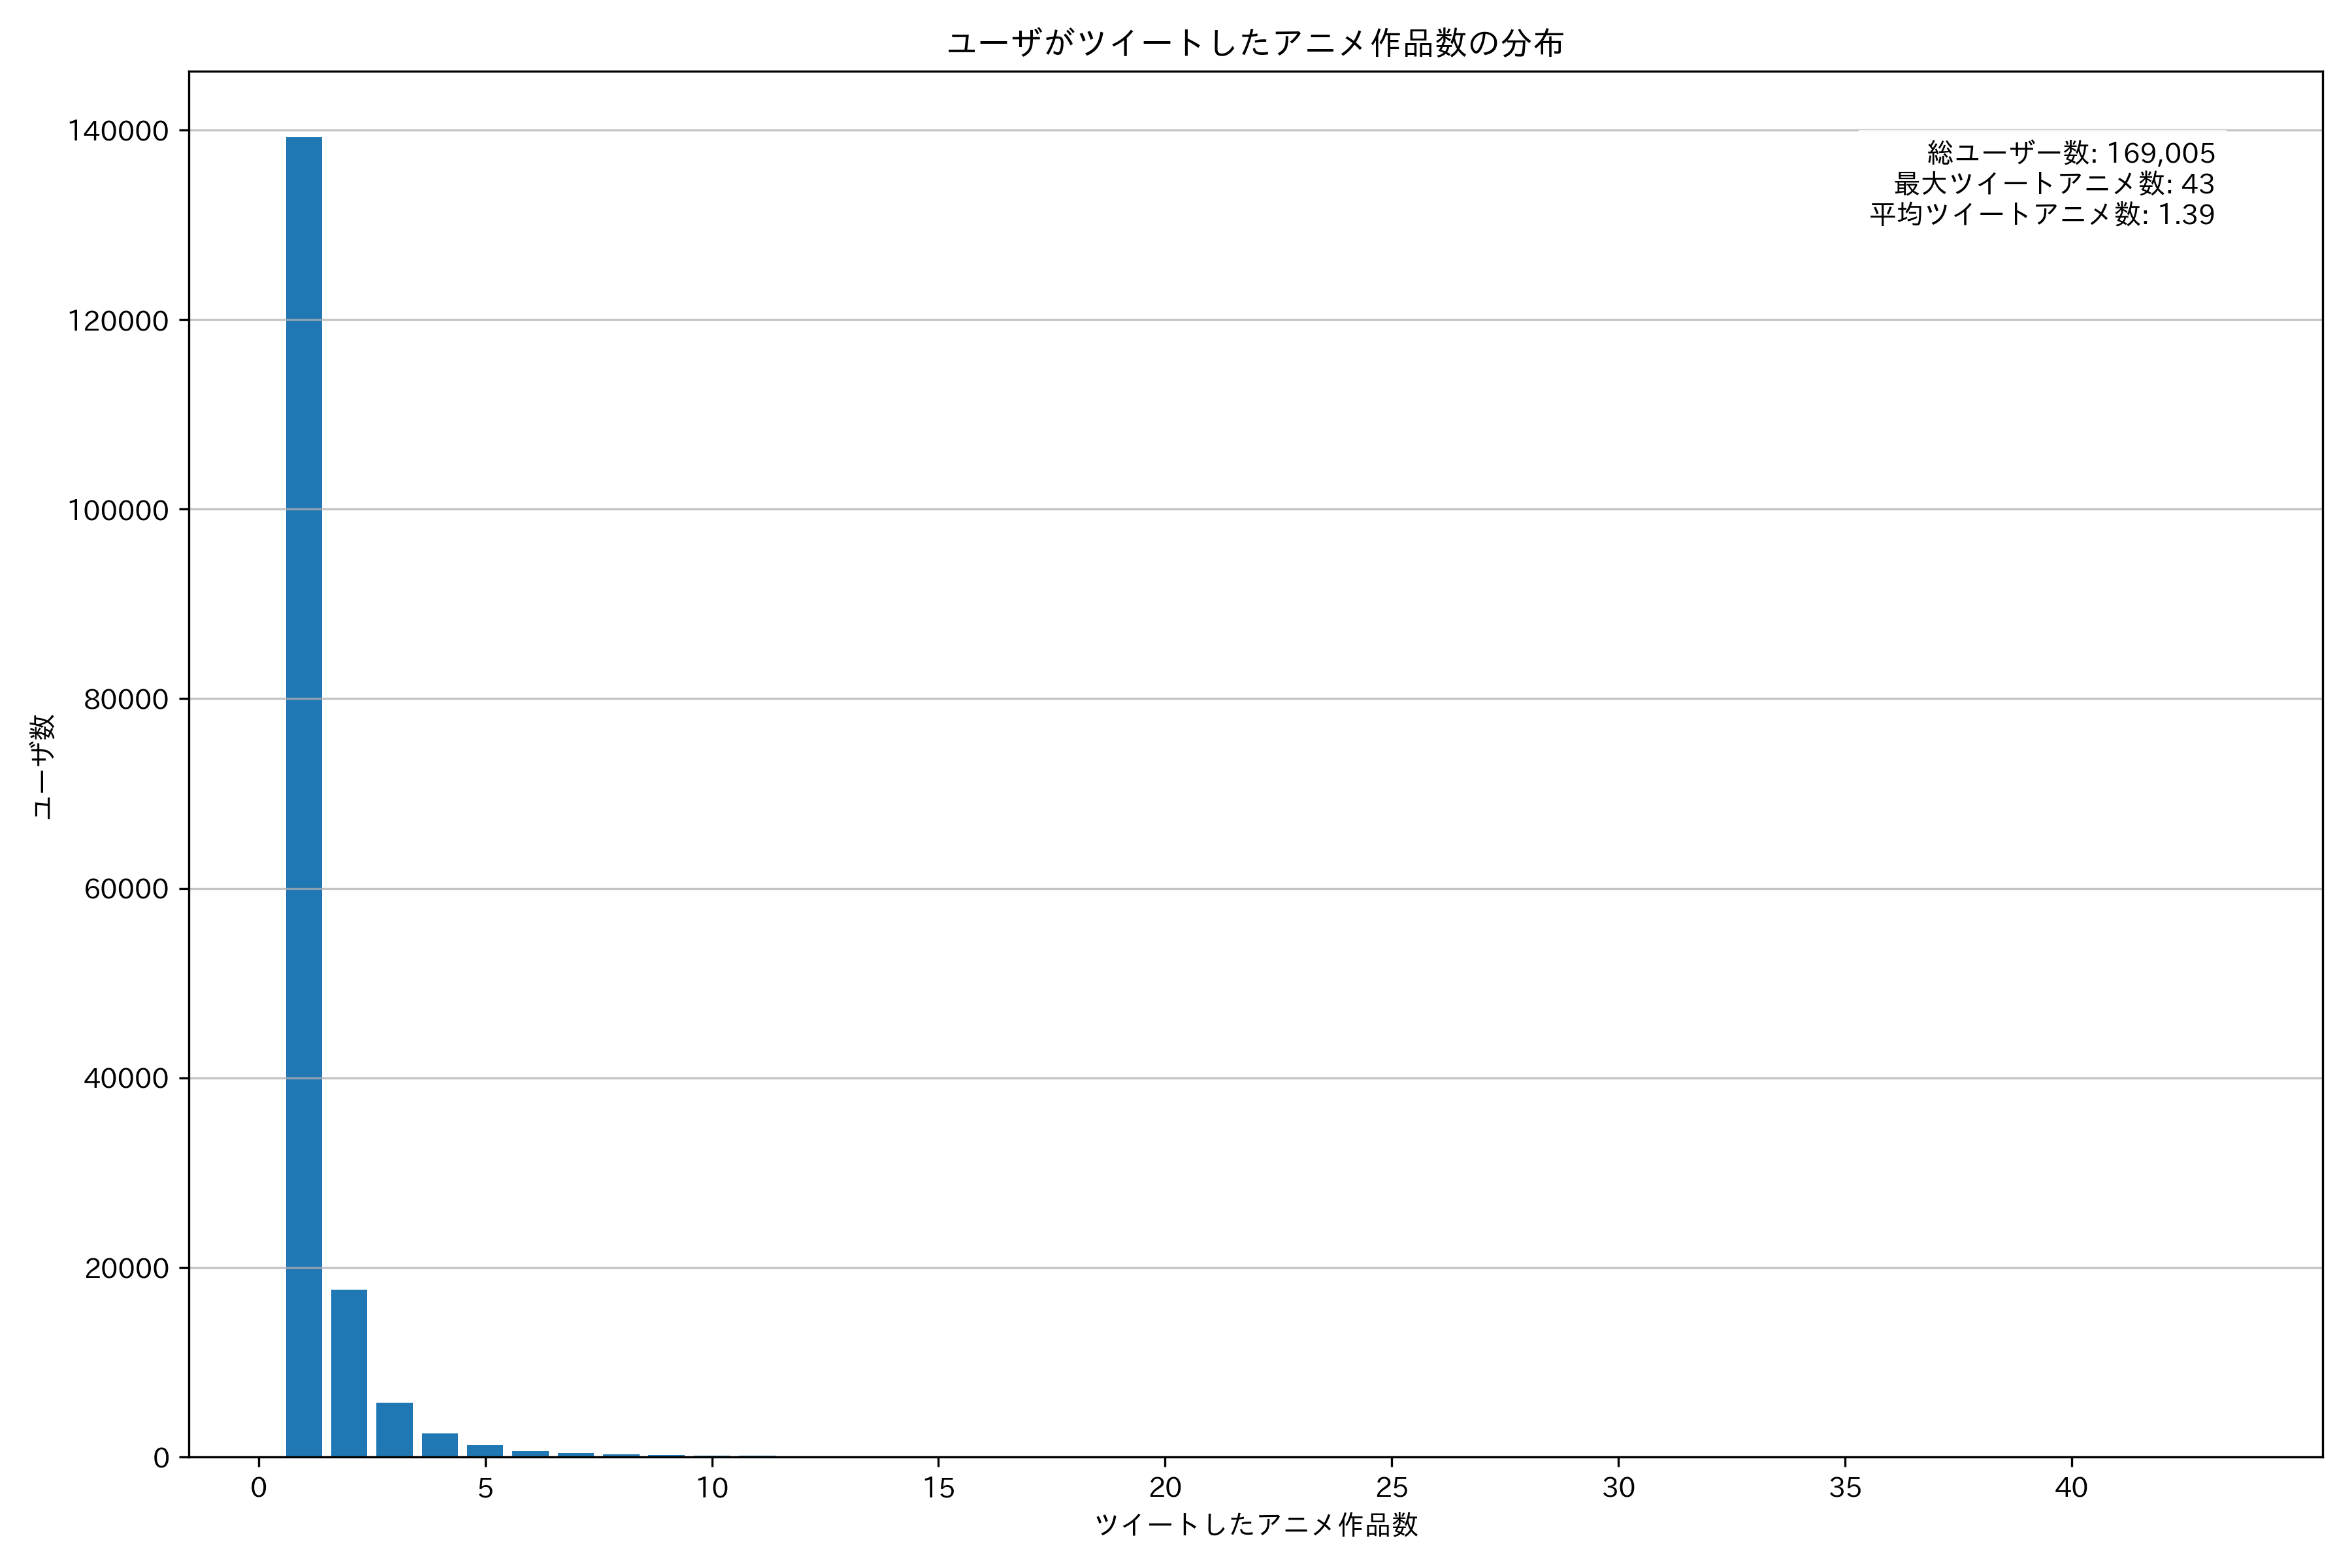 ユーザがツイートしたアニメ作品数の分布
総ユーザー数: 169,005
最大ツイートアニメ数: 43
平均ツイートアニメ数: 1.39
ユーザ数
140000
120000
100000
80000
60000
40000
20000
0
0 5 10 15 20 25 30 35 40
ツイートしたアニメ作品数